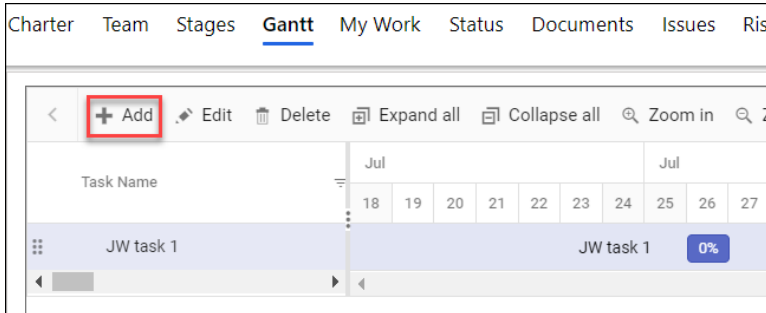 Charter Team Stages Gantt My Work Status Documents Issues Ris
Add Edit Delete Expand all Collapse all Zoom in
Jul Jul
Task Name
18 19 20 21 22 23 24 25 26 27
JW task 1 JW task 1 0%